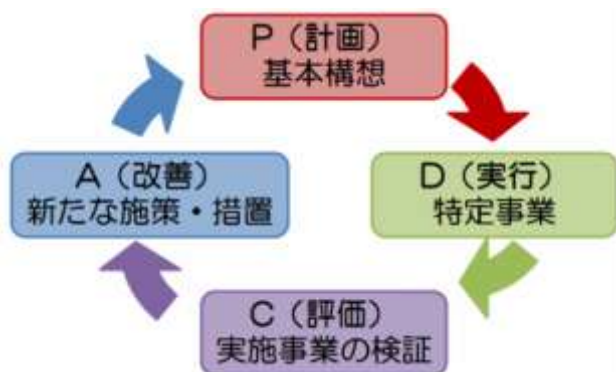 P（計画）
基本構想
D（実行）
特定事業
C（評価）
実施事業の検証
A（改善）
新たな施策・措置